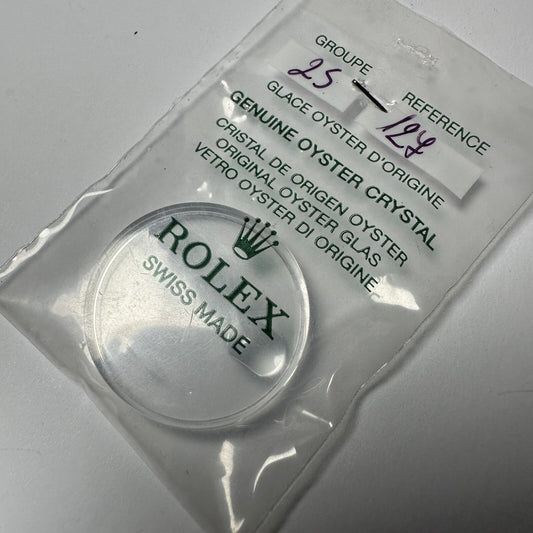 GROUPE REFERENCE
25 - 127
GLACE OYSTER D'ORIGINE
GENUINE OYSTER CRYSTAL
CRISTAL DE ORIGEN OYSTER
ORIGINAL OYSTER GLAS
VETRO OYSTER DI ORIGINE
ROLEX
SWISS MADE